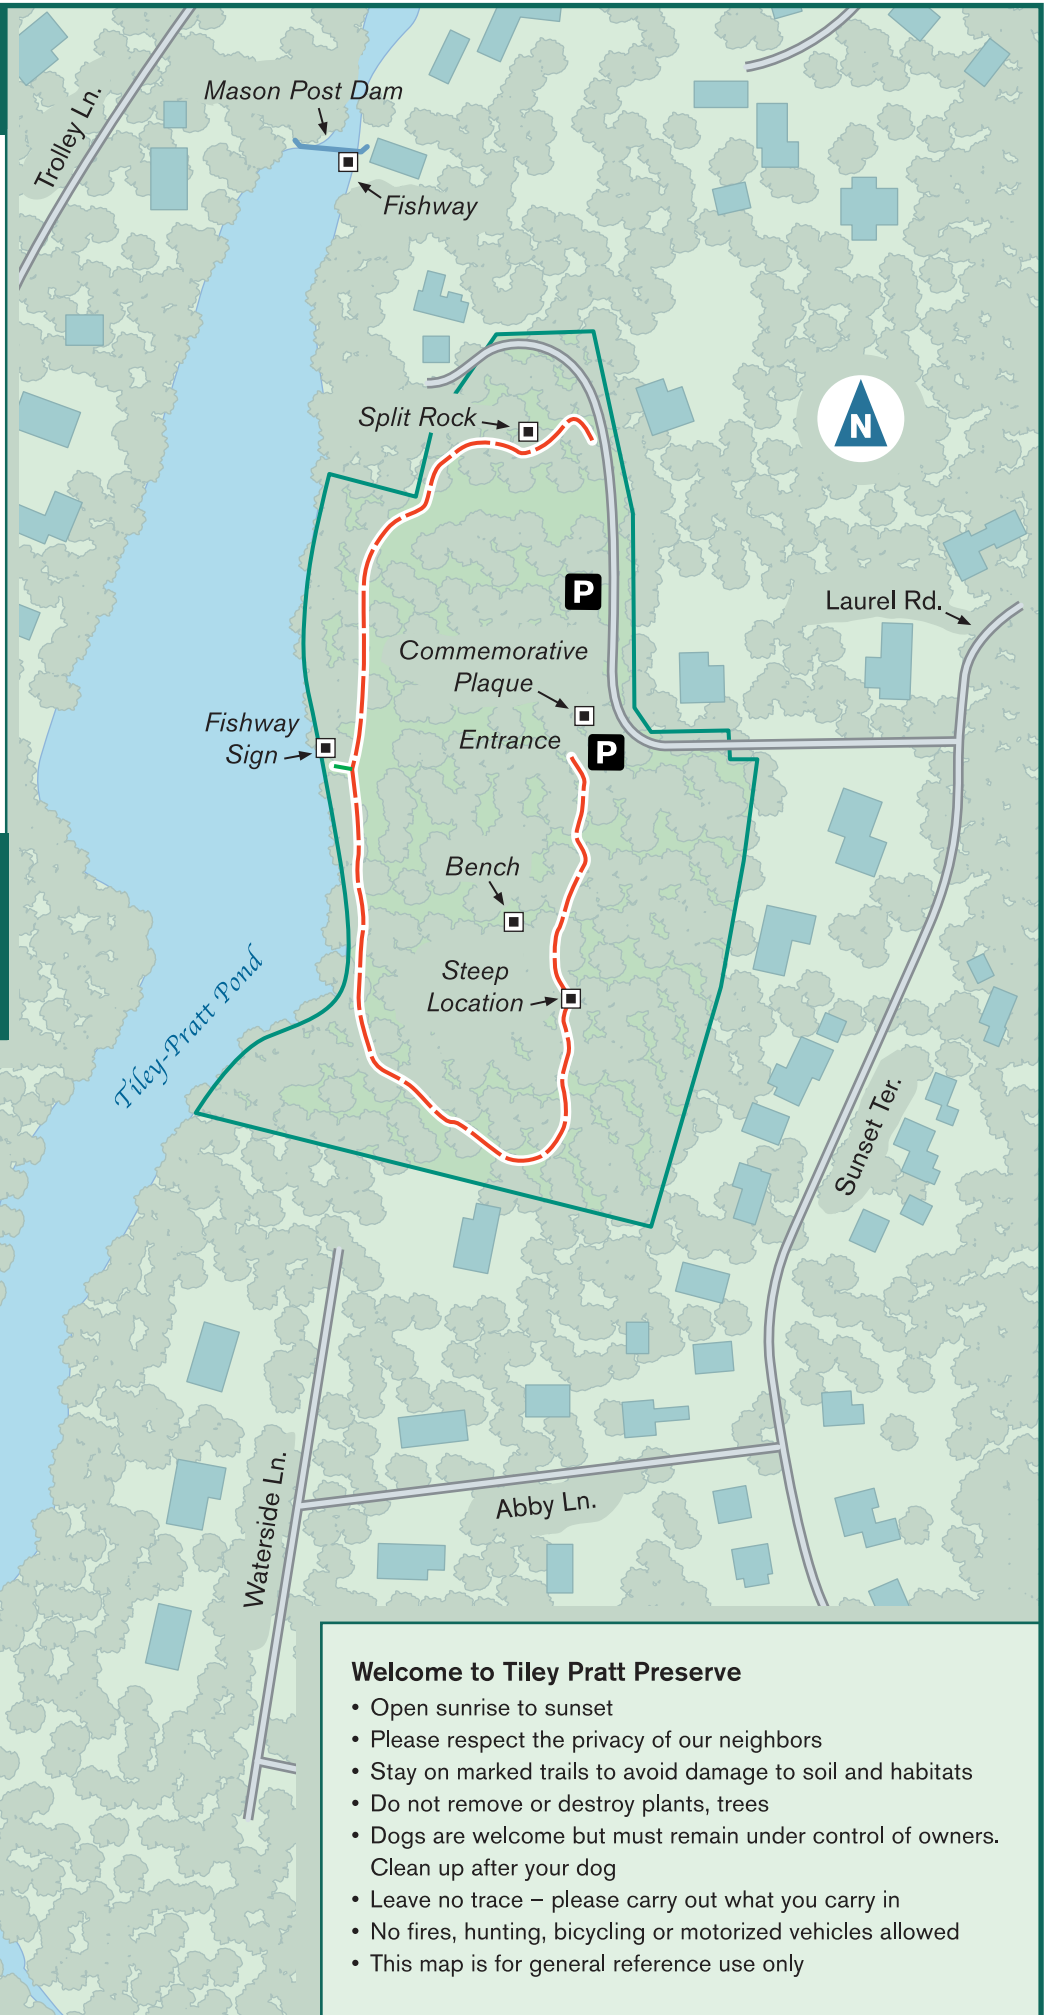 Mason Post Dam
Trolley Ln.
Fishway
N
Split Rock
P
Laurel Rd.
Commemorative
Plaque
Fishway
Sign
Entrance
P
Bench
Steep
Location
Tiley-Pratt Pond
Sunset Ter.
Waterside Ln.
Abby Ln.
Welcome to Tiley Pratt Preserve
• Open sunrise to sunset
• Please respect the privacy of our neighbors
• Stay on marked trails to avoid damage to soil and habitats
• Do not remove or destroy plants, trees
• Dogs are welcome but must remain under control of owners.
Clean up after your dog
• Leave no trace – please carry out what you carry in
• No fires, hunting, bicycling or motorized vehicles allowed
• This map is for general reference use only